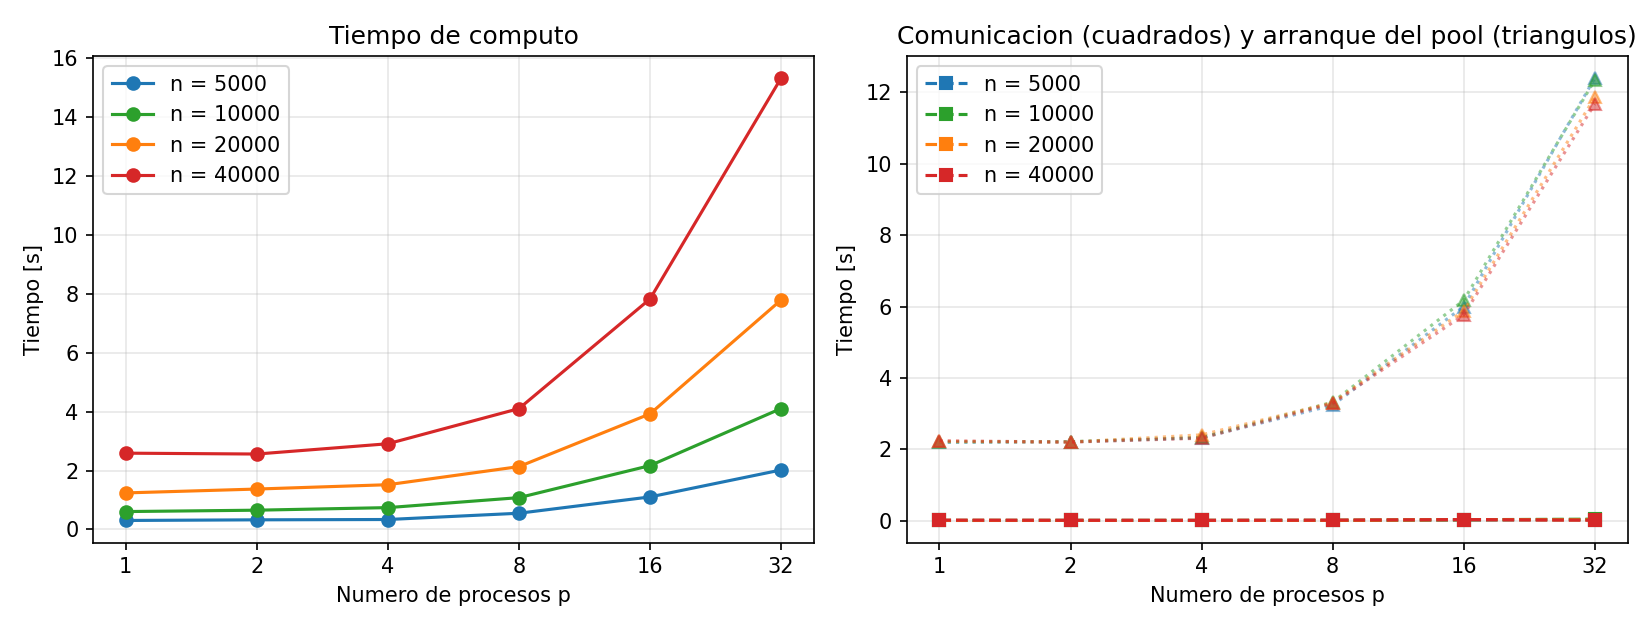 Tiempo de computo
Tiempo [s]
16
14
12
10
8
6
4
2
0
n = 5000
n = 10000
n = 20000
n = 40000
1 2 4 8 16 32
Numero de procesos p
Comunicacion (cuadrados) y arranque del pool (triangulos)
Tiempo [s]
12
10
8
6
4
2
0
n = 5000
n = 10000
n = 20000
n = 40000
1 2 4 8 16 32
Numero de procesos p